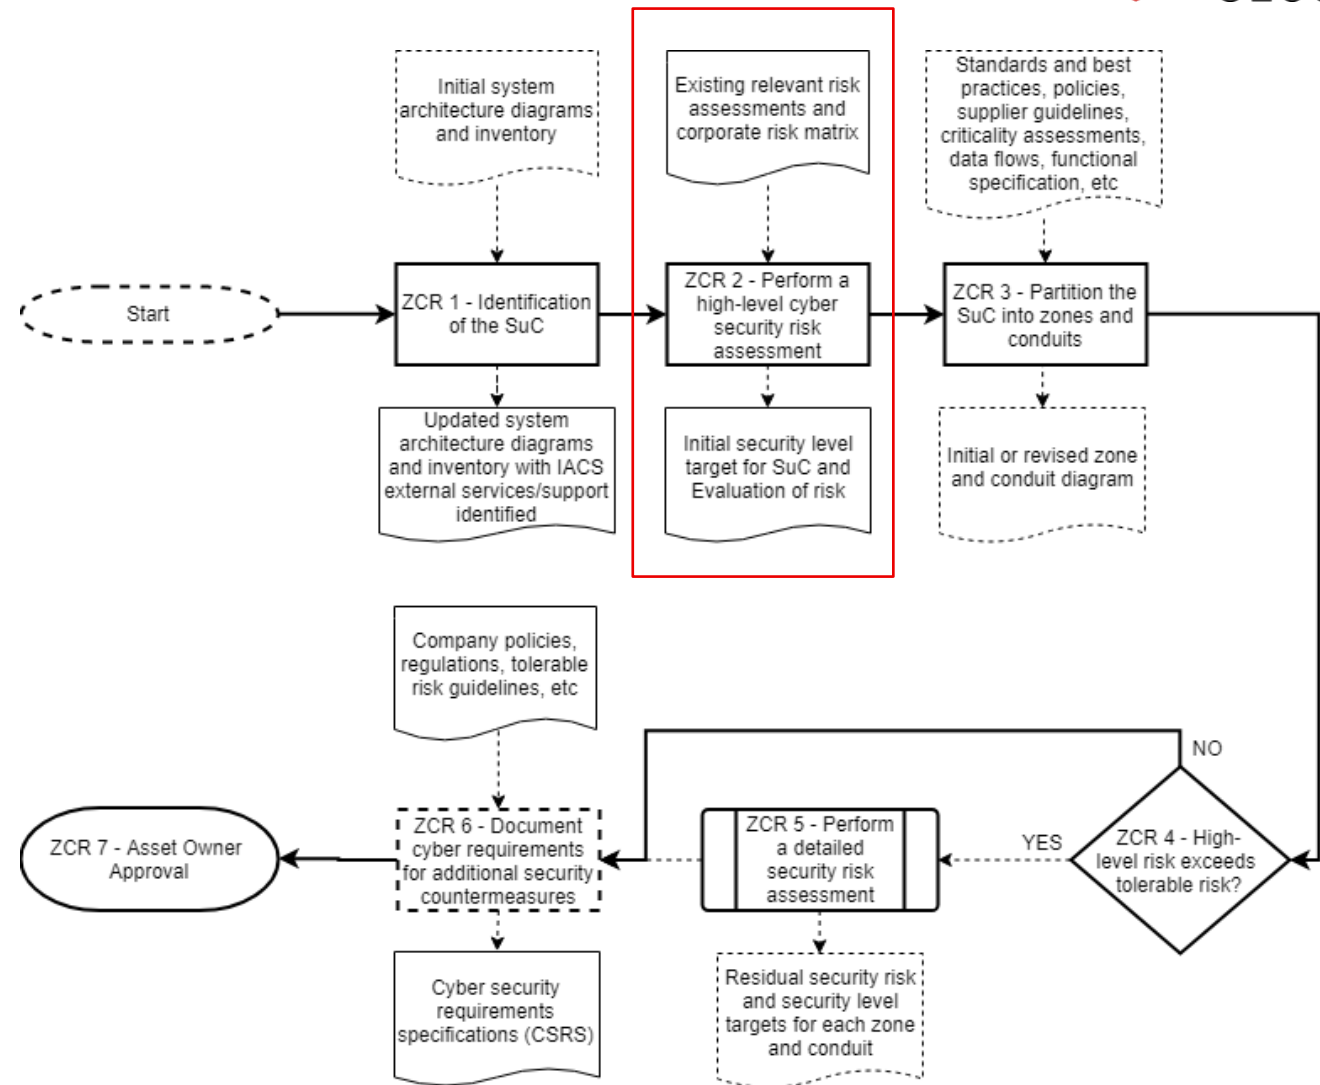 Initial system
architecture diagrams
and inventory
Existing relevant risk
assessments and
corporate risk matrix
Standards and best
practices, policies,
supplier guidelines,
criticality assessments,
data flows, functional
specification, etc
Start
ZCR 1 - Identification
of the SuC
ZCR 2 - Perform a
high-level cyber
security risk
assessment
ZCR 3 - Partition the
SuC into zones and
conduits
Updated system
architecture diagrams
and inventory with IACS
external services/support
identified
Initial security level
target for SuC and
Evaluation of risk
Initial or revised zone
and conduit diagram
Company policies,
regulations, tolerable
risk guidelines, etc
NO
ZCR 7 - Asset Owner
Approval
ZCR 6 - Document
cyber requirements
for additional security
countermeasures
ZCR 5 - Perform
a detailed
security risk
assessment
YES
ZCR 4 - High-
level risk exceeds
tolerable risk?
Cyber security
requirements
specifications (CSRS)
Residual security risk
and security level
targets for each zone
and conduit